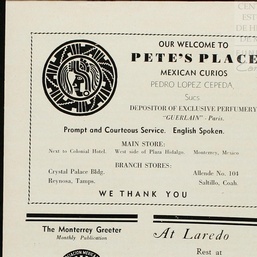 OUR WELCOME TO
PETE'S PLACE
MEXICAN CURIOS
PEDRO LOPEZ CEPEDA,
Sucs.
DEPOSITOR OF EXCLUSIVE PERFUMERY
"GUERLAIN" - Paris.
Prompt and Courteous Service. English Spoken.
MAIN STORE:
Next to Colonial Hotel. West side of Plaza Hidalgo. Monterrey, Mexico
BRANCH STORES:
Crystal Palace Bldg. Allende No. 104
Reynosa, Tamps. Saltillo, Coah.
WE THANK YOU
The Monterrey Greeter
Monthly Publication
At Laredo
Rest at